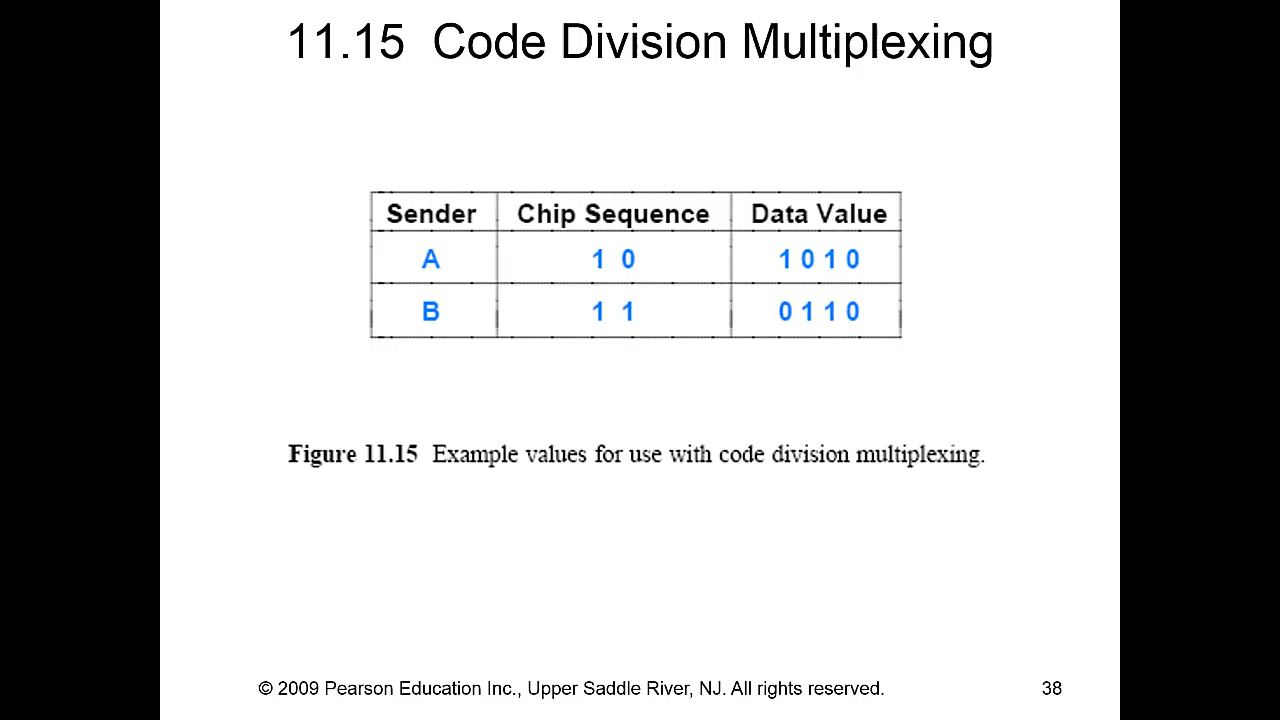 11.15 Code Division Multiplexing
Sender Chip Sequence Data Value
A 1 0 1 0 1 0
B 1 1 0 1 1 0
Figure 11.15 Example values for use with code division multiplexing.
© 2009 Pearson Education Inc., Upper Saddle River, NJ. All rights reserved. 38